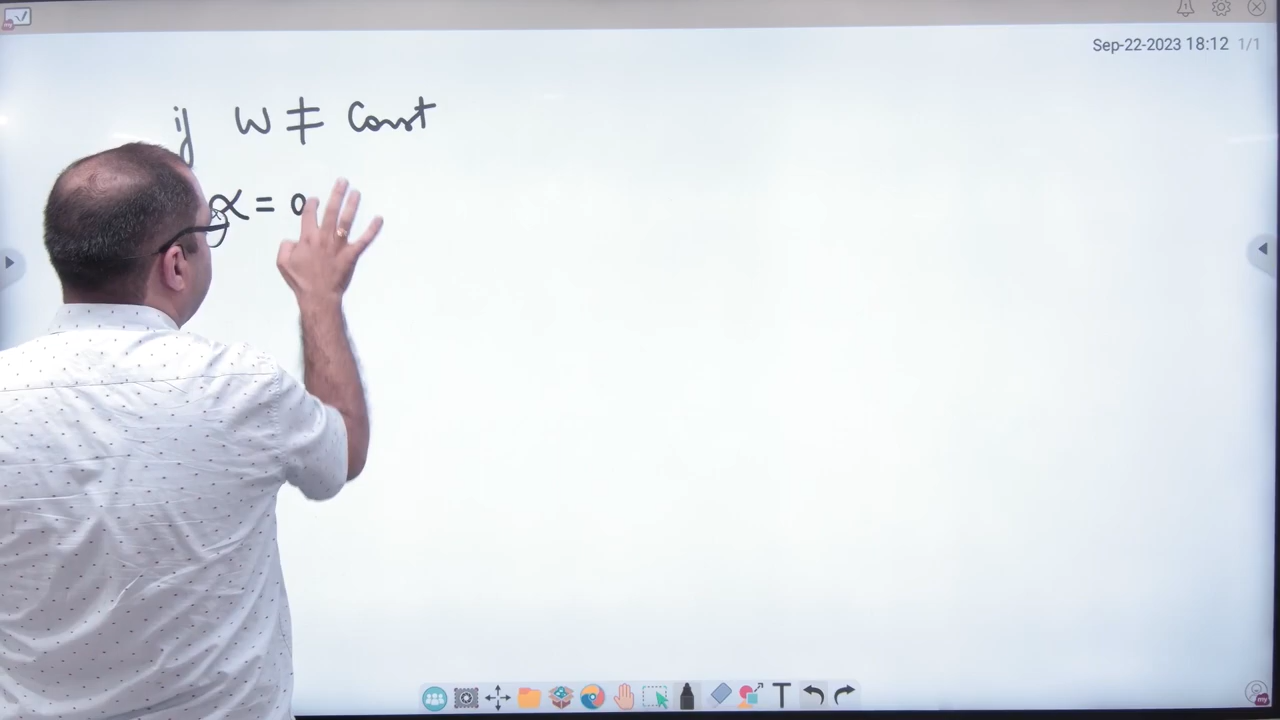 Sep-22-2023 18:12 1/1
if ω ≠ Const
α = 0
T